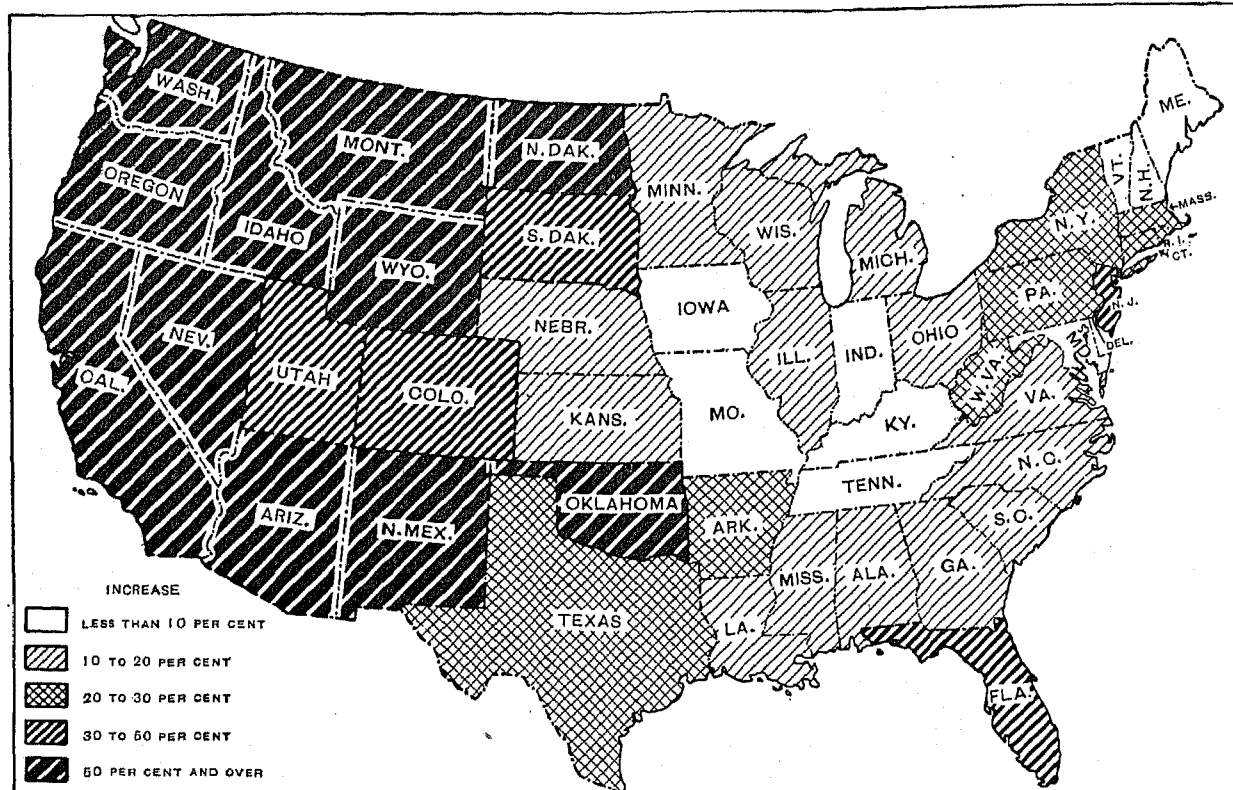 WASH.
MONT.
N.DAK.
MINN.
ME.
VT.
N.H.
OREGON
IDAHO
S.DAK.
WIS.
N.Y.
MASS.
WYO.
MICH.
R.I.
CT.
NEBR.
IOWA
PA.
N.J.
NEV.
UTAH
COLO.
ILL.
IND.
OHIO
DEL.
CAL.
KANS.
MO.
KY.
W.VA.
VA.
TENN.
N.C.
ARIZ.
N.MEX.
OKLAHOMA
ARK.
S.C.
MISS.
ALA.
GA.
TEXAS
LA.
FLA.
INCREASE
LESS THAN 10 PER CENT
10 TO 20 PER CENT
20 TO 30 PER CENT
30 TO 50 PER CENT
50 PER CENT AND OVER